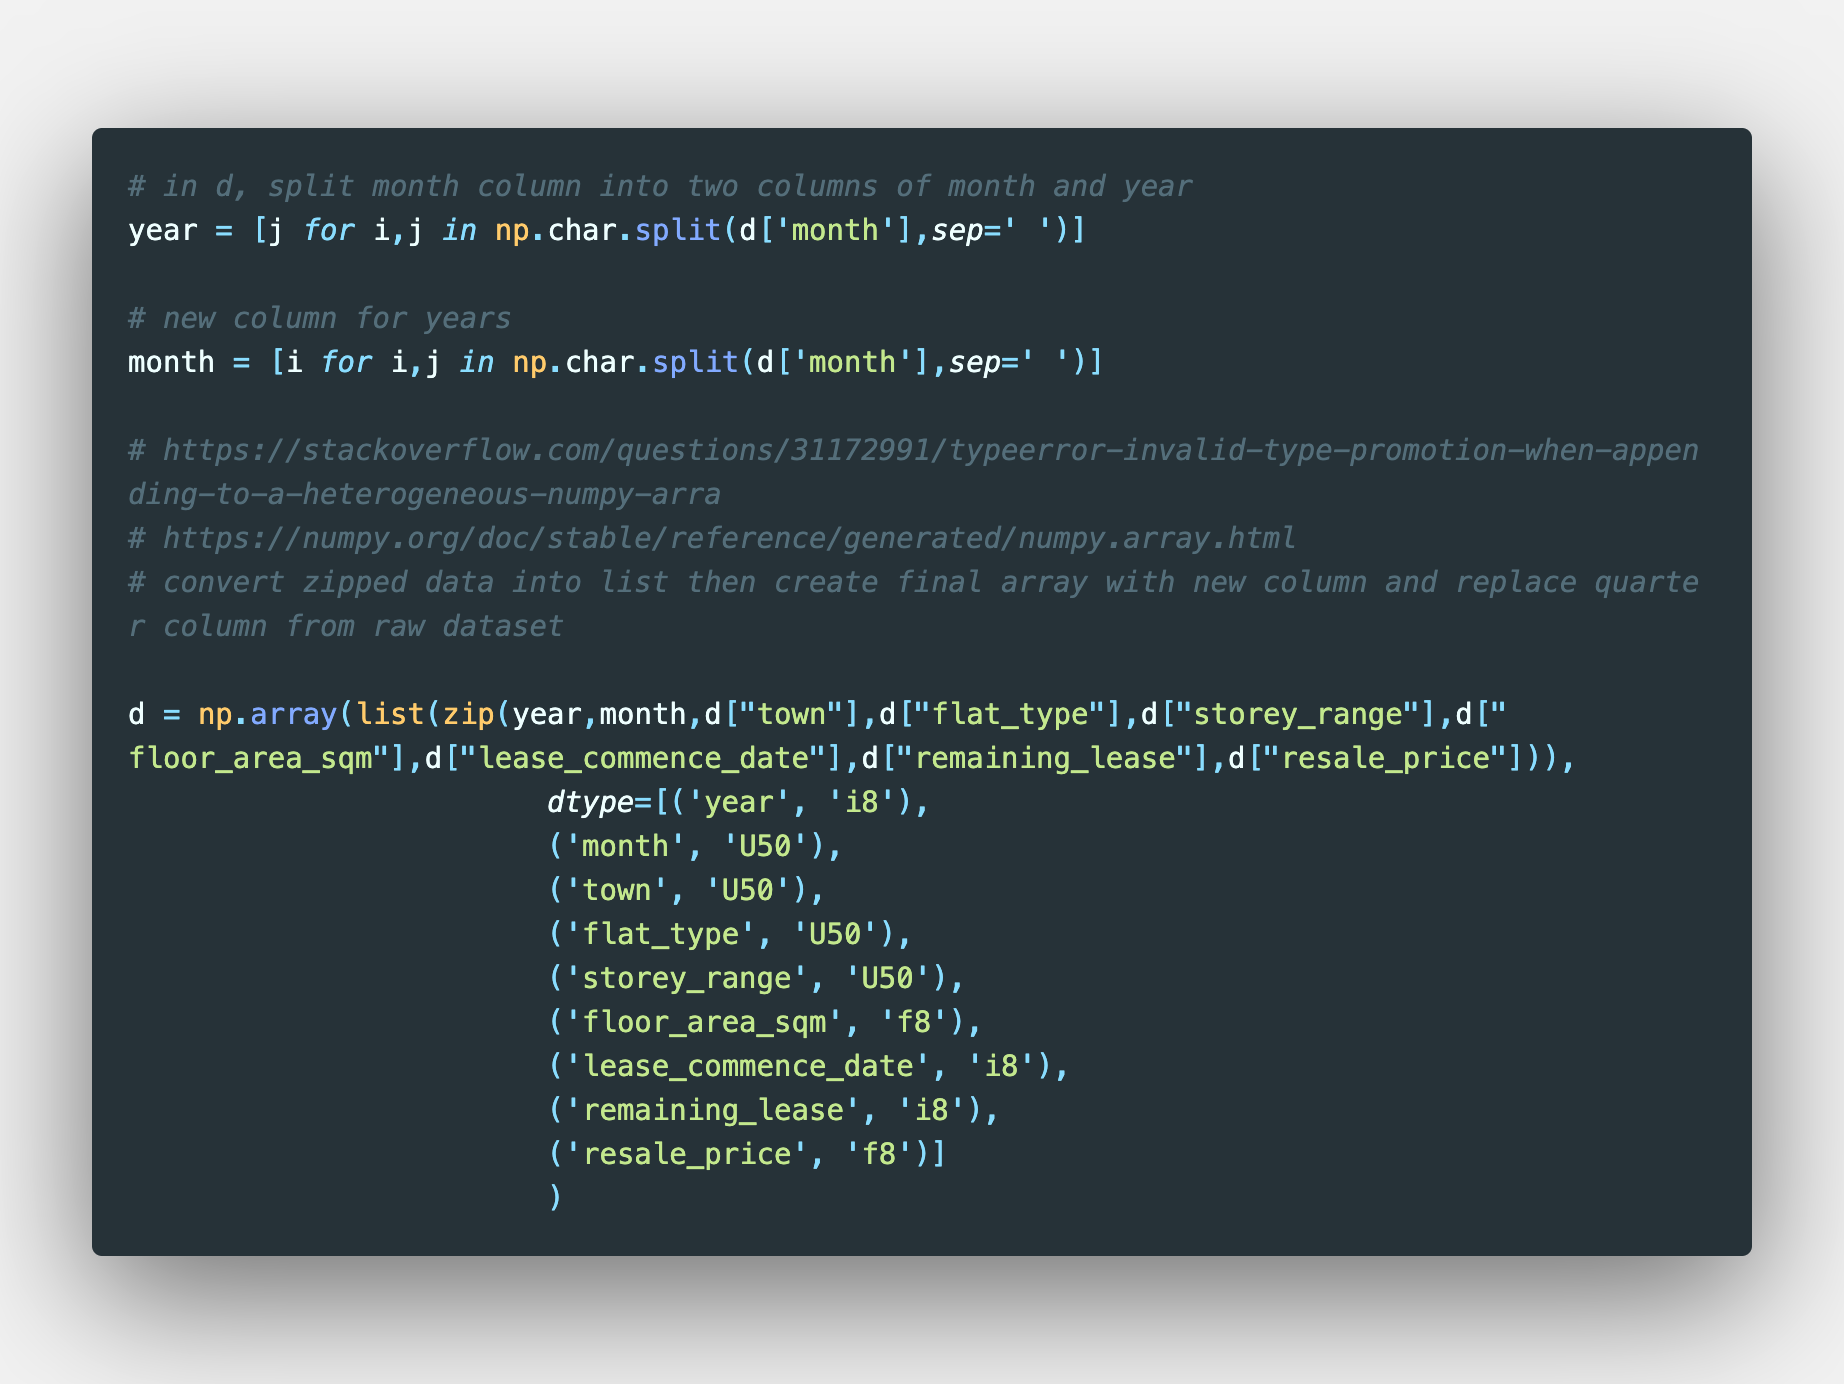 # in d, split month column into two columns of month and year
year = [j for i,j in np.char.split(d['month'],sep=' ')]
# new column for years
month = [i for i,j in np.char.split(d['month'],sep=' ')]
# https://stackoverflow.com/questions/31172991/typeerror-invalid-type-promotion-when-appen
ding-to-a-heterogeneous-numpy-arra
# https://numpy.org/doc/stable/reference/generated/numpy.array.html
# convert zipped data into list then create final array with new column and replace quarte
r column from raw dataset
d = np.array(list(zip(year,month,d["town"],d["flat_type"],d["storey_range"],d["
floor_area_sqm"],d["lease_commence_date"],d["remaining_lease"],d["resale_price"])),
dtype=[('year', 'i8'),
('month', 'U50'),
('town', 'U50'),
('flat_type', 'U50'),
('storey_range', 'U50'),
('floor_area_sqm', 'f8'),
('lease_commence_date', 'i8'),
('remaining_lease', 'i8'),
('resale_price', 'f8')]
)